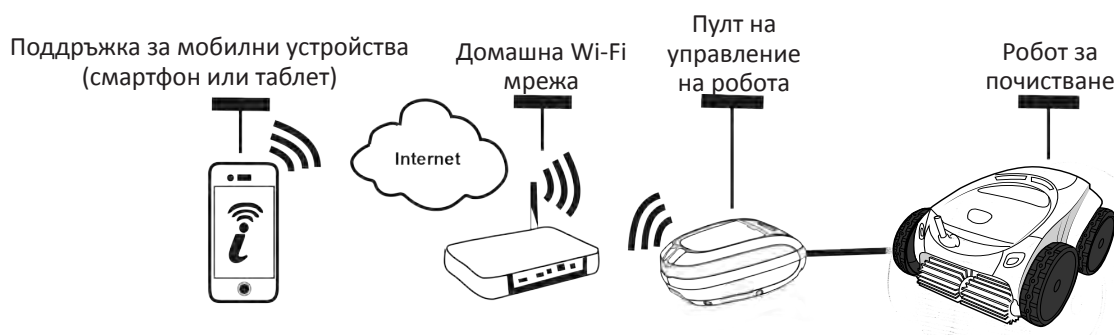 Поддръжка за мобилни устройства
(смартфон или таблет)
Домашна Wi-Fi
мрежа
Пулт на
управление
на робота
Робот за
почистване
Internet